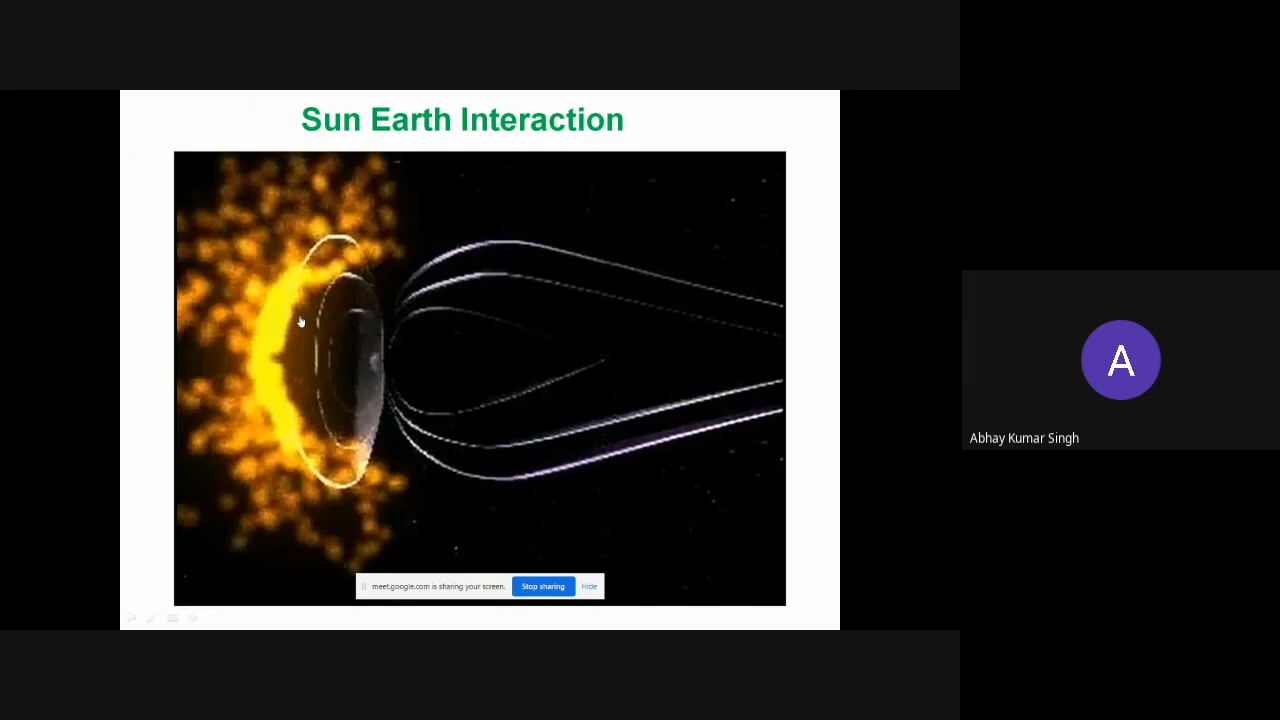 Sun Earth Interaction
meet.google.com is sharing your screen.
Stop sharing
Hide
A
Abhay Kumar Singh